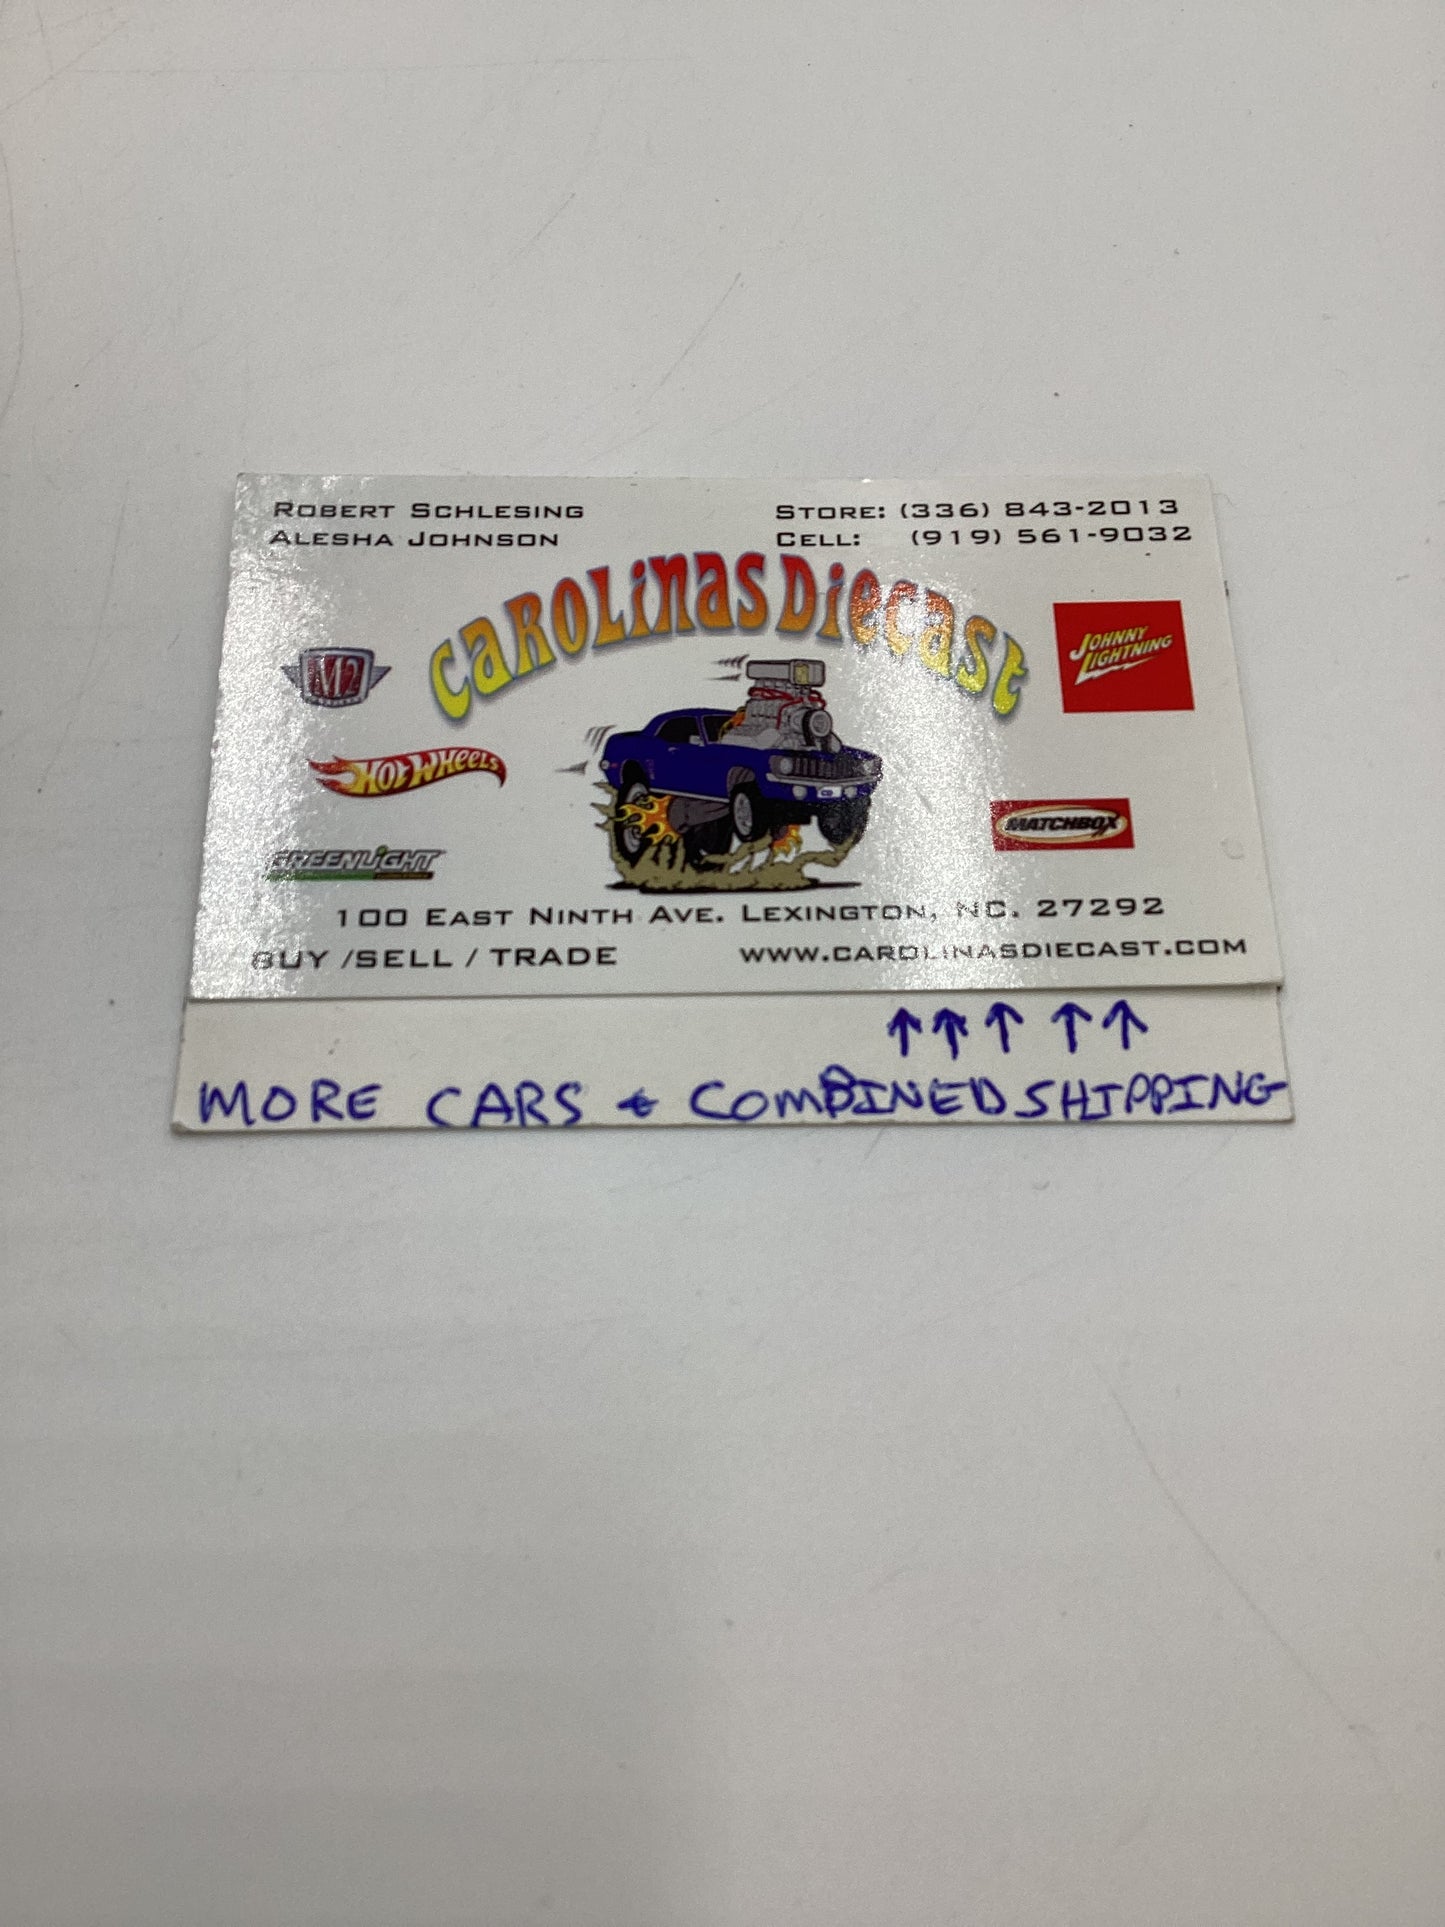 ROBERT SCHLESING STORE: (336) 843-2013
ALESHA JOHNSON CELL: (919) 561-9032
CAROLINAS DIECAST
M2
JOHNNY LIGHTNING
HOT WHEELS
MATCHBOX
GREENLIGHT
100 EAST NINTH AVE. LEXINGTON, NC. 27292
BUY /SELL / TRADE WWW.CAROLINASDIECAST.COM
↑↑↑ ↑↑
MORE CARS & COMBINED SHIPPING